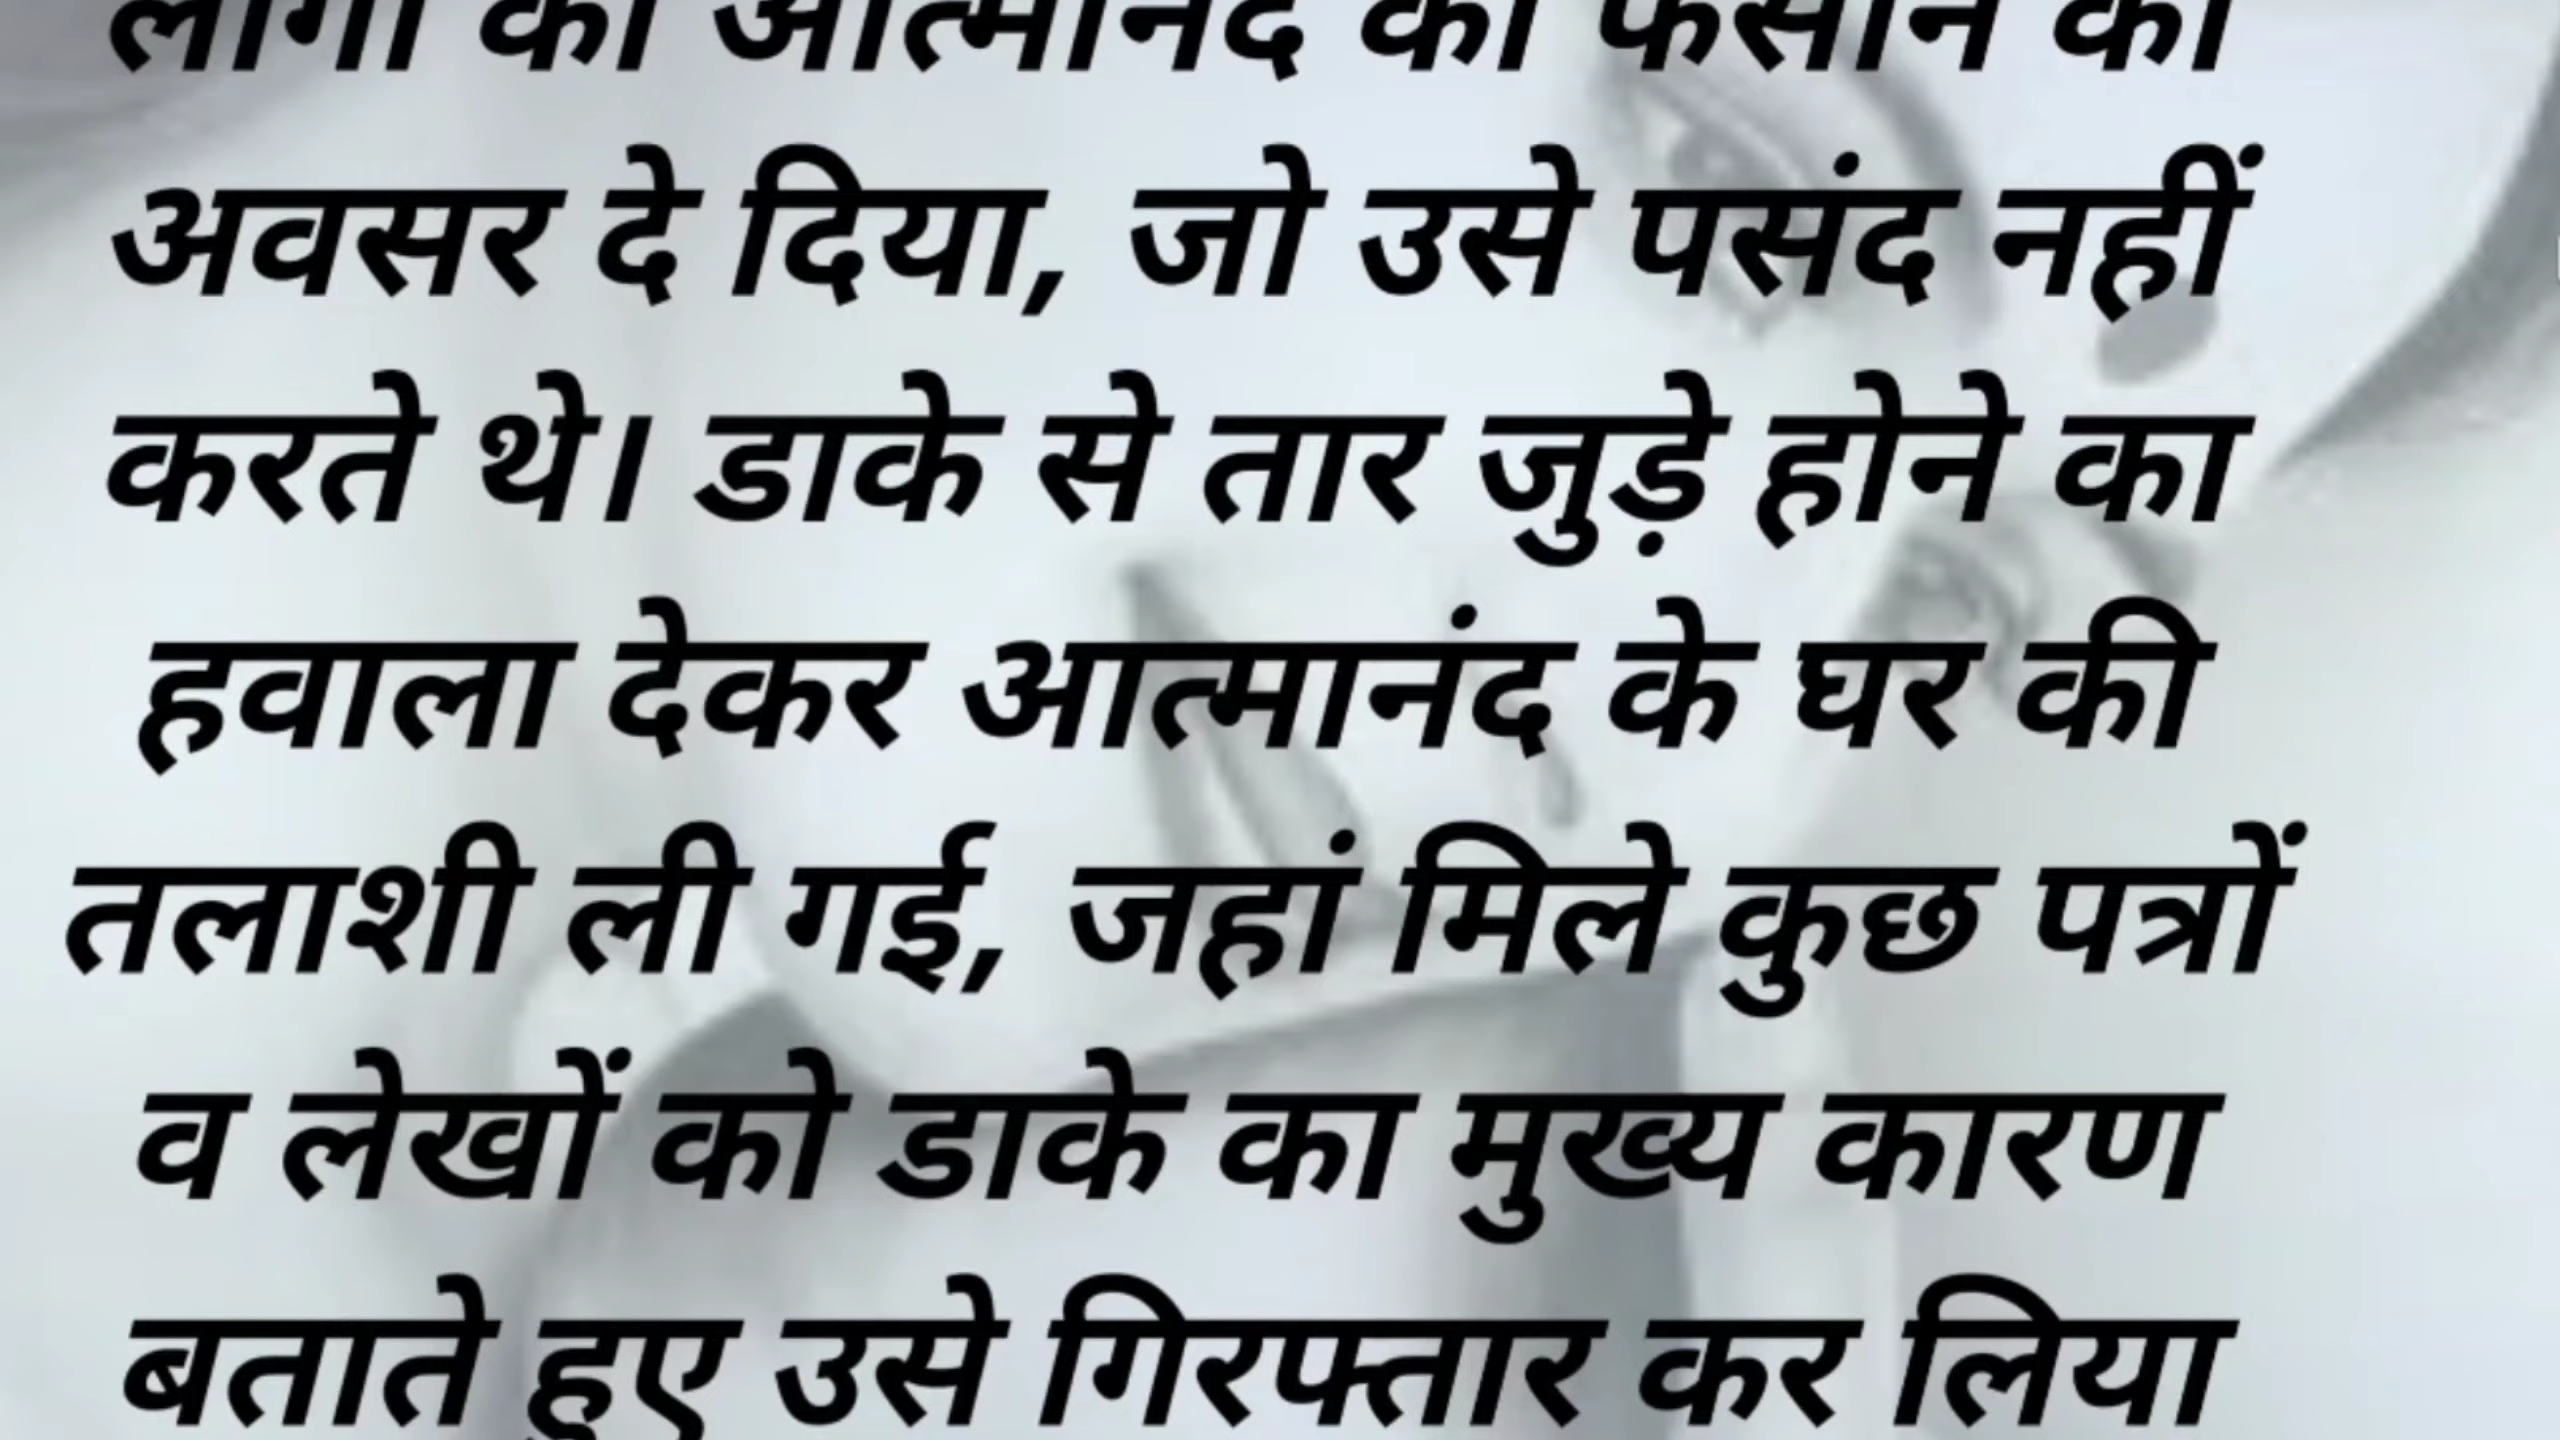 लोगों को आत्मानंद को फंसाने का
अवसर दे दिया, जो उसे पसंद नहीं
करते थे। डाके से तार जुड़े होने का
हवाला देकर आत्मानंद के घर की
तलाशी ली गई, जहां मिले कुछ पत्रों
व लेखों को डाके का मुख्य कारण
बताते हुए उसे गिरफ्तार कर लिया